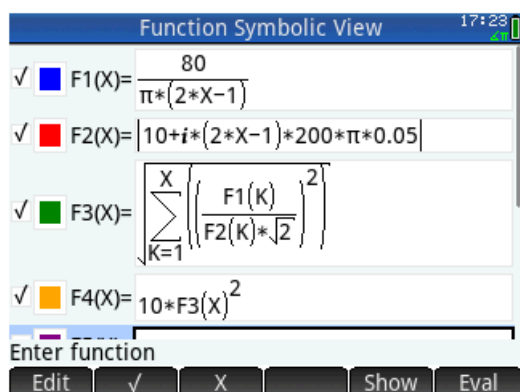 Function Symbolic View 17:23
∡π
√ F1(X)= 80/(π*(2*X−1))
√ F2(X)= |10+i*(2*X−1)*200*π*0.05|
√ F3(X)= √(∑_{K=1}^{X} ((F1(K)/(F2(K)*√2))^2))
√ F4(X)= 10*F3(X)^2
Enter function
Edit √ X Show Eval